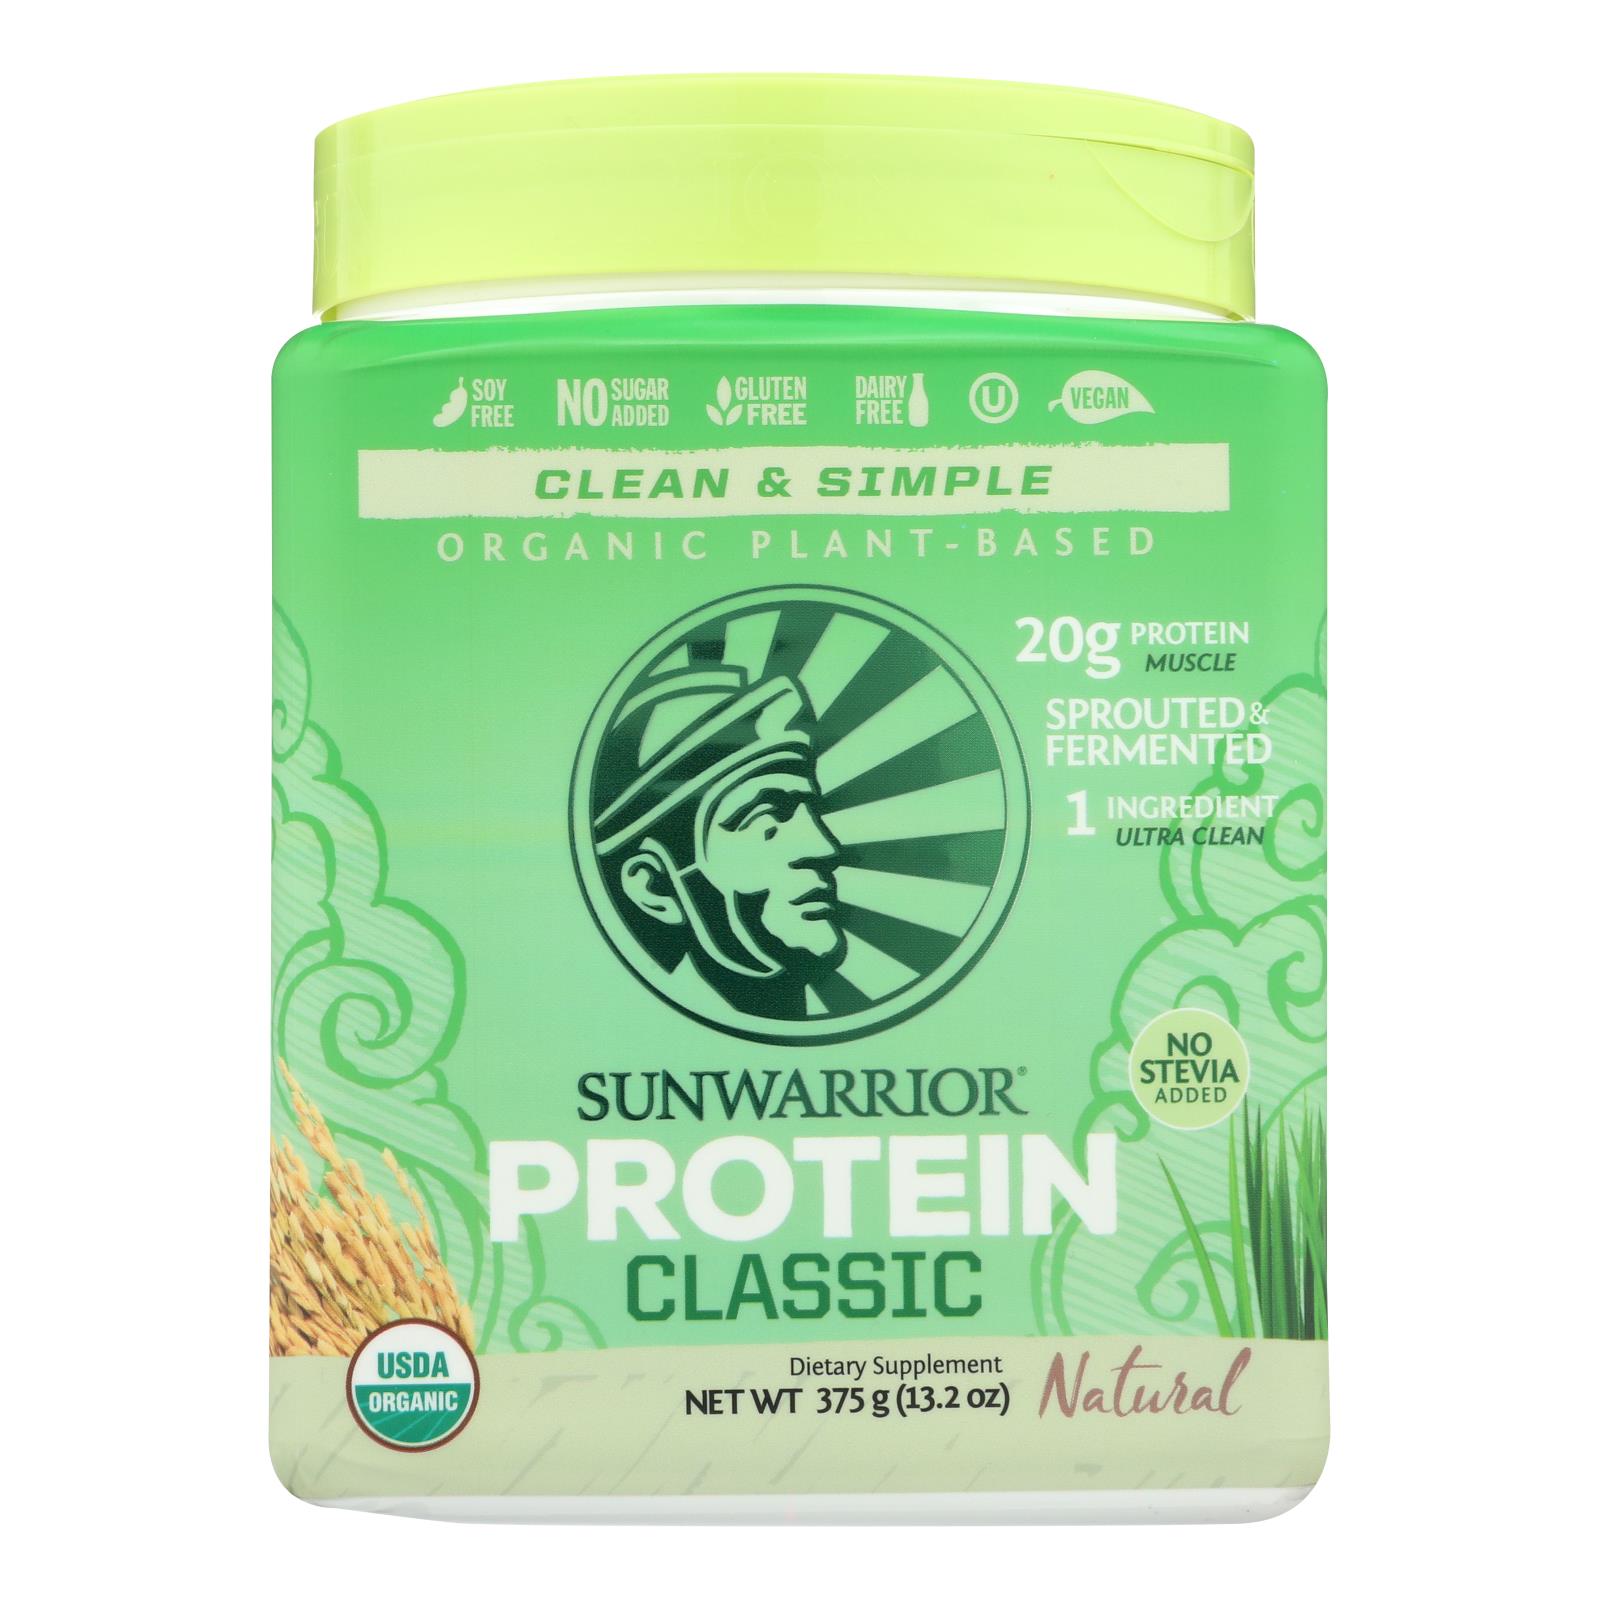 SOY FREE
NO SUGAR ADDED
GLUTEN FREE
DAIRY FREE
U
VEGAN
CLEAN & SIMPLE
ORGANIC PLANT-BASED
20g PROTEIN
MUSCLE
SPROUTED &
FERMENTED
1 INGREDIENT
ULTRA CLEAN
NO
STEVIA
ADDED
SUNWARRIOR®
PROTEIN
CLASSIC
USDA
ORGANIC
Dietary Supplement
NET WT 375 g (13.2 oz)
Natural